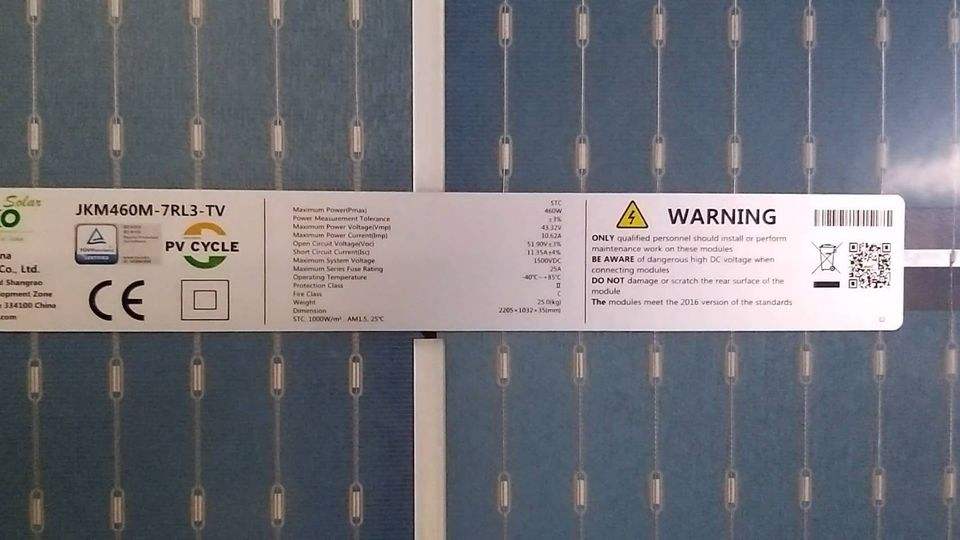 Solar
O
na
Co., Ltd.
d Shangrao
lopment Zone
e 334100 China
.com
JKM460M-7RL3-TV
TÜVRheinland
CERTIFIED
PV CYCLE
CE
STC
Maximum Power(Pmax) 460W
Power Measurement Tolerance ±3%
Maximum Power Voltage(Vmp) 43.32V
Maximum Power Current(Imp) 10.62A
Open Circuit Voltage(Voc) 51.90V±3%
Short Circuit Current(Isc) 11.35A±4%
Maximum System Voltage 1500VDC
Maximum Series Fuse Rating 25A
Operating Temperature -40℃~+85℃
Protection Class II
Fire Class C
Weight 25.0(kg)
Dimension 2205×1032×35(mm)
STC: 1000W/m², AM1.5, 25℃
WARNING
ONLY qualified personnel should install or perform
maintenance work on these modules
BE AWARE of dangerous high DC voltage when
connecting modules
DO NOT damage or scratch the rear surface of the
module
The modules meet the 2016 version of the standards